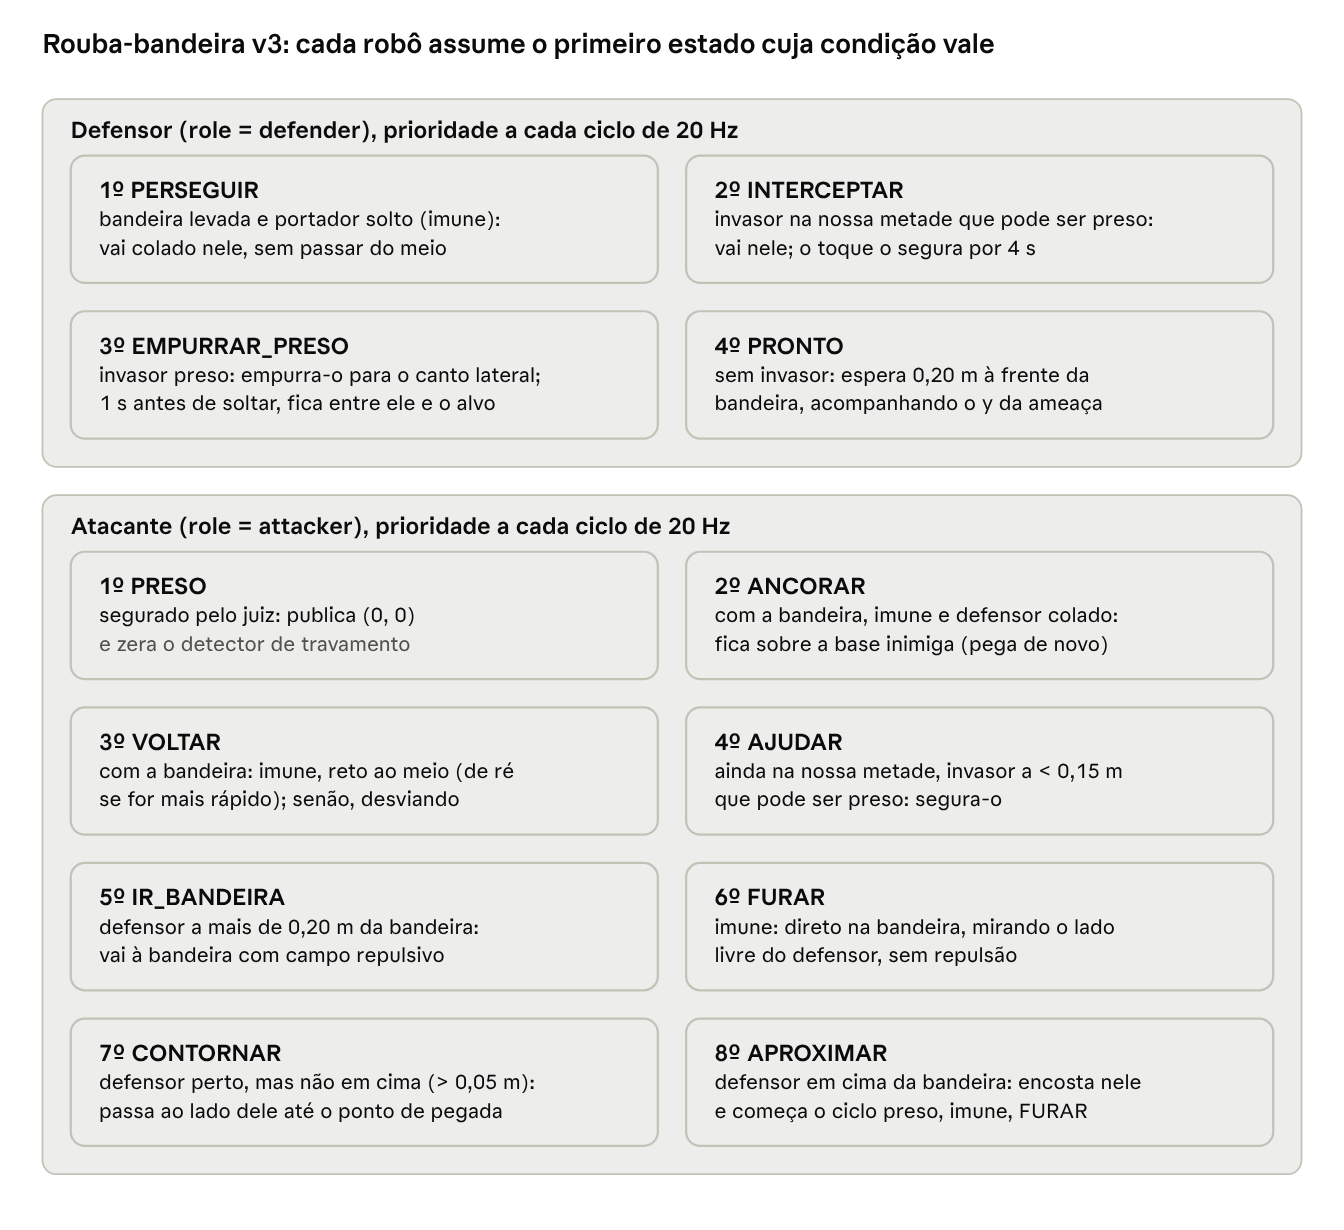 Rouba-bandeira v3: cada robô assume o primeiro estado cuja condição vale
Defensor (role = defender), prioridade a cada ciclo de 20 Hz
1º PERSEGUIR
bandeira levada e portador solto (imune):
vai colado nele, sem passar do meio
2º INTERCEPTAR
invasor na nossa metade que pode ser preso:
vai nele; o toque o segura por 4 s
3º EMPURRAR_PRESO
invasor preso: empurra-o para o canto lateral;
1 s antes de soltar, fica entre ele e o alvo
4º PRONTO
sem invasor: espera 0,20 m à frente da
bandeira, acompanhando o y da ameaça
Atacante (role = attacker), prioridade a cada ciclo de 20 Hz
1º PRESO
segurado pelo juiz: publica (0, 0)
e zera o detector de travamento
2º ANCORAR
com a bandeira, imune e defensor colado:
fica sobre a base inimiga (pega de novo)
3º VOLTAR
com a bandeira: imune, reto ao meio (de ré
se for mais rápido); senão, desviando
4º AJUDAR
ainda na nossa metade, invasor a < 0,15 m
que pode ser preso: segura-o
5º IR_BANDEIRA
defensor a mais de 0,20 m da bandeira:
vai à bandeira com campo repulsivo
6º FURAR
imune: direto na bandeira, mirando o lado
livre do defensor, sem repulsão
7º CONTORNAR
defensor perto, mas não em cima (> 0,05 m):
passa ao lado dele até o ponto de pegada
8º APROXIMAR
defensor em cima da bandeira: encosta nele
e começa o ciclo preso, imune, FURAR